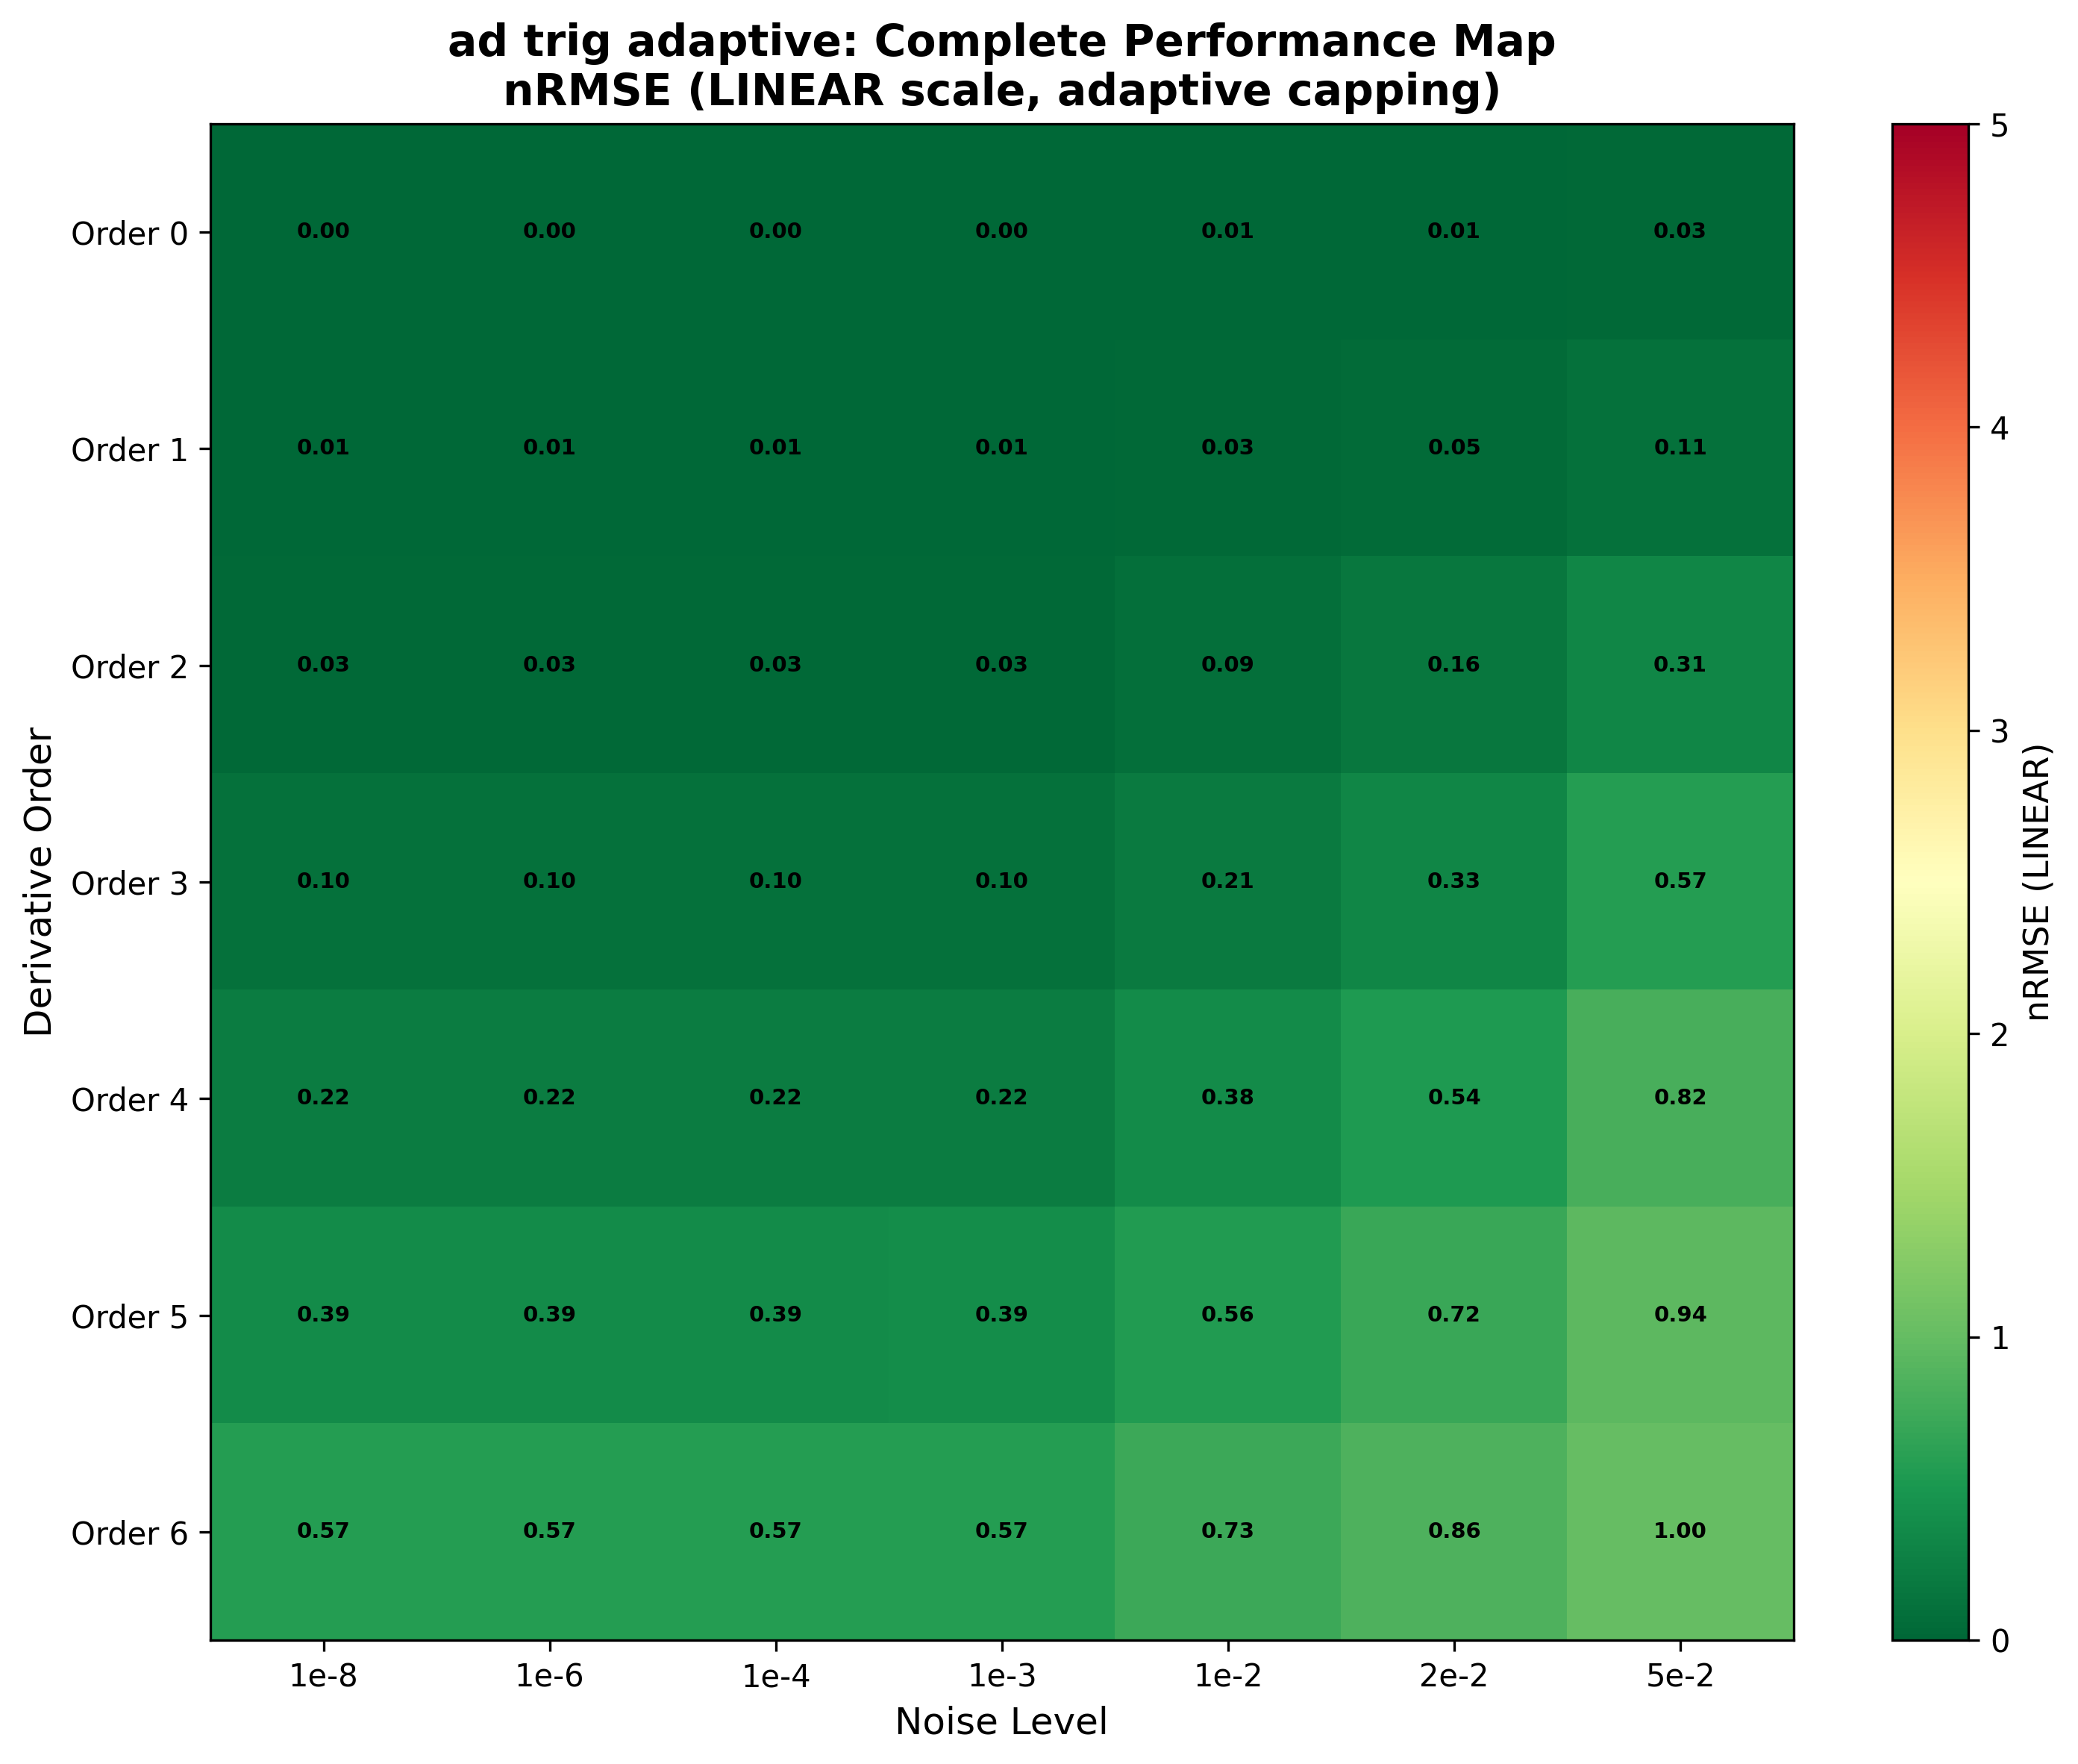 ad trig adaptive: Complete Performance Map
nRMSE (LINEAR scale, adaptive capping)
Derivative Order
Order 0 0.00 0.00 0.00 0.00 0.01 0.01 0.03
Order 1 0.01 0.01 0.01 0.01 0.03 0.05 0.11
Order 2 0.03 0.03 0.03 0.03 0.09 0.16 0.31
Order 3 0.10 0.10 0.10 0.10 0.21 0.33 0.57
Order 4 0.22 0.22 0.22 0.22 0.38 0.54 0.82
Order 5 0.39 0.39 0.39 0.39 0.56 0.72 0.94
Order 6 0.57 0.57 0.57 0.57 0.73 0.86 1.00
1e-8 1e-6 1e-4 1e-3 1e-2 2e-2 5e-2
Noise Level
5
4
3
2
1
0
nRMSE (LINEAR)